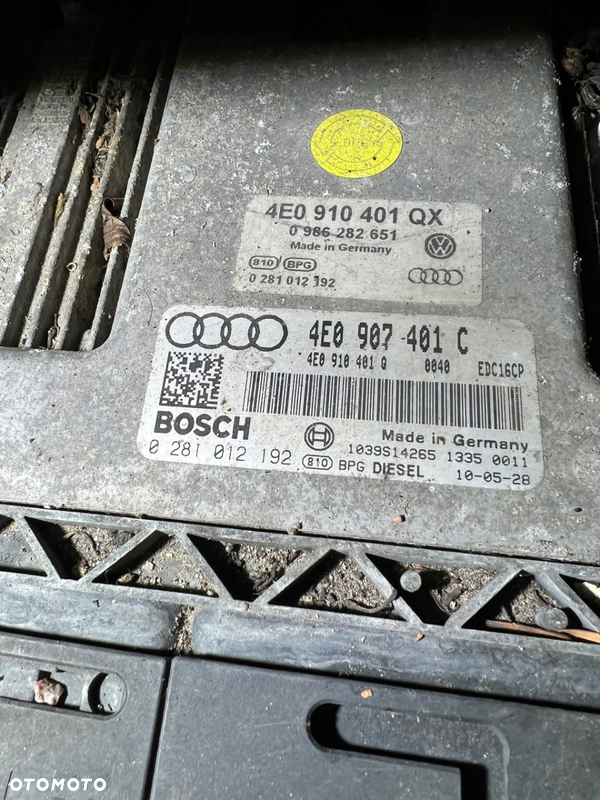 4E0 910 401 QX
0 986 282 651
Made in Germany
810 BPG
0 281 012 192
4E0 907 401 C
4E0 910 401 Q 0040 EDC16CP
BOSCH
Made in Germany
0 281 012 192
1039S14265 1335 0011
810 BPG DIESEL 10-05-28
OTOMOTO